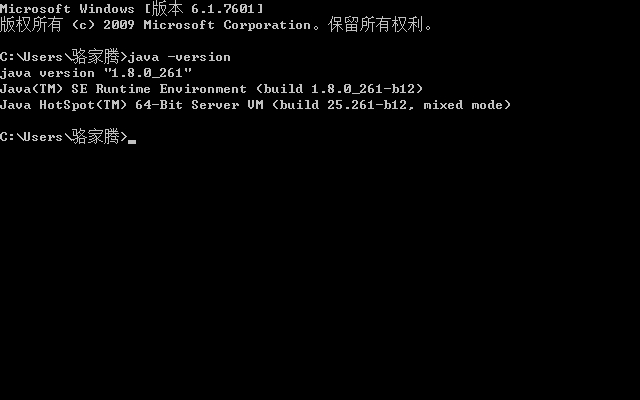 Microsoft Windows [版本 6.1.7601]
版权所有 (c) 2009 Microsoft Corporation。保留所有权利。
C:\Users\骆家腾>java -version
java version "1.8.0_261"
Java(TM) SE Runtime Environment (build 1.8.0_261-b12)
Java HotSpot(TM) 64-Bit Server VM (build 25.261-b12, mixed mode)
C:\Users\骆家腾>